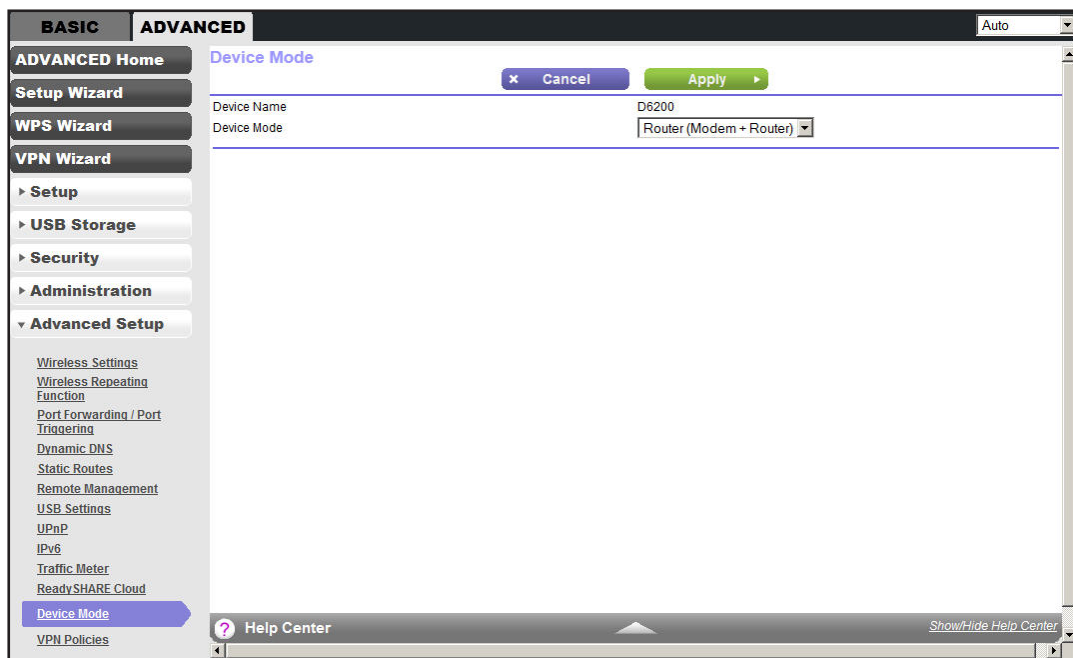 BASIC
ADVANCED
Auto
ADVANCED Home
Setup Wizard
WPS Wizard
VPN Wizard
Setup
USB Storage
Security
Administration
Advanced Setup
Wireless Settings
Wireless Repeating
Function
Port Forwarding / Port
Triggering
Dynamic DNS
Static Routes
Remote Management
USB Settings
UPnP
IPv6
Traffic Meter
ReadySHARE Cloud
Device Mode
VPN Policies
Device Mode
Cancel
Apply
Device Name D6200
Device Mode Router (Modem + Router)
? Help Center
Show/Hide Help Center